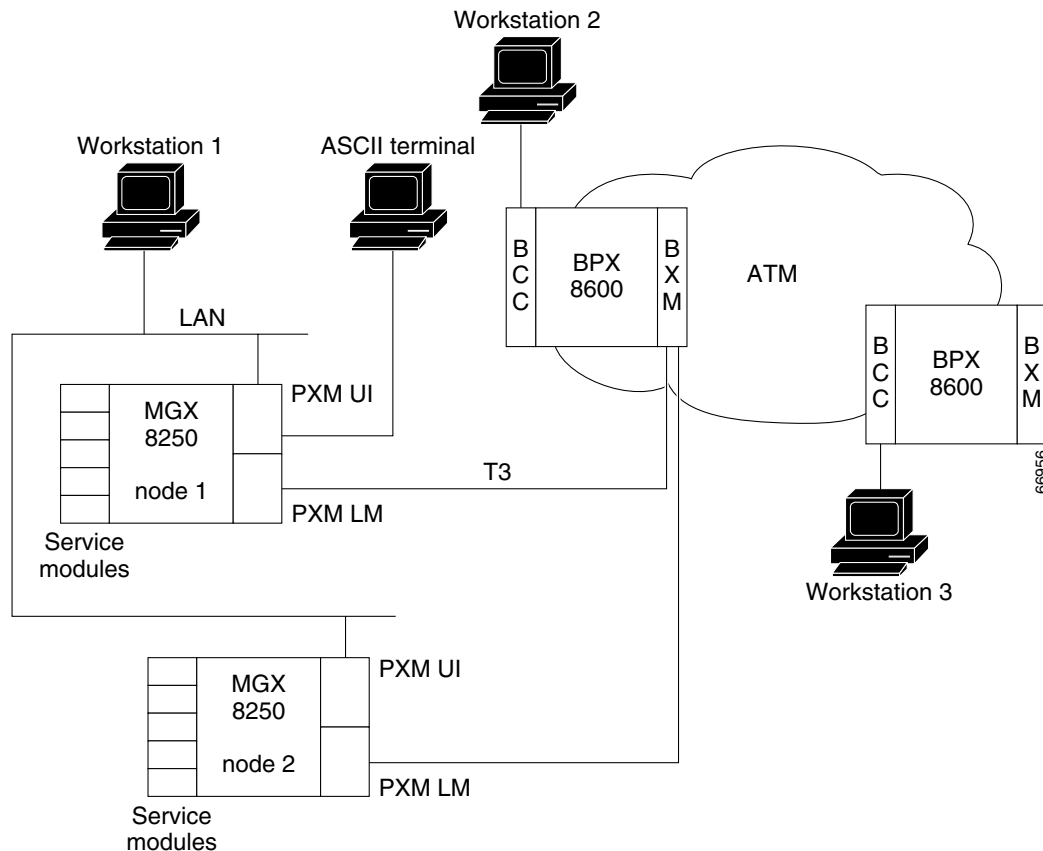 Workstation 2
Workstation 1
ASCII terminal
B
C
C
BPX
8600
B
X
M
ATM
LAN
B
C
C
BPX
8600
B
X
M
PXM UI
MGX
8250
node 1
T3
PXM LM
Service
modules
66956
Workstation 3
PXM UI
MGX
8250
node 2
PXM LM
Service
modules